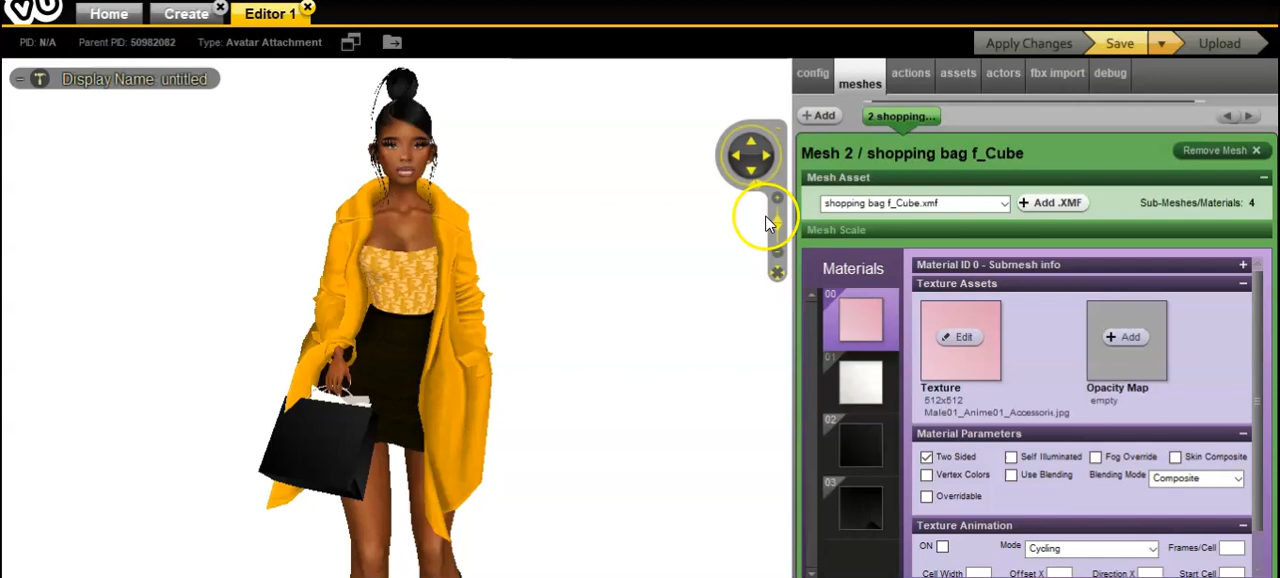 Home Create Editor 1
PID: N/A Parent PID: 50982082 Type: Avatar Attachment Apply Changes Save Upload
Display Name: untitled
config meshes actions assets actors fbx import debug
+ Add 2.shopping...
Mesh 2 / shopping bag f_Cube Remove Mesh ✕
Mesh Asset
shopping bag f_Cube.xmf + Add .XMF Sub-Meshes/Materials: 4
Mesh Scale
Materials
00
01
02
03
Material ID 0 - Submesh info
Texture Assets
Edit + Add
Texture Opacity Map
512x512 empty
Male01_Anime01_Accessorie.jpg
Material Parameters
Two Sided Self Illuminated Fog Override Skin Composite
Vertex Colors Use Blending Blending Mode Composite
Overridable
Texture Animation
ON Mode Cycling Frames/Cell
Cell Width Offset X Direction X Start Cell